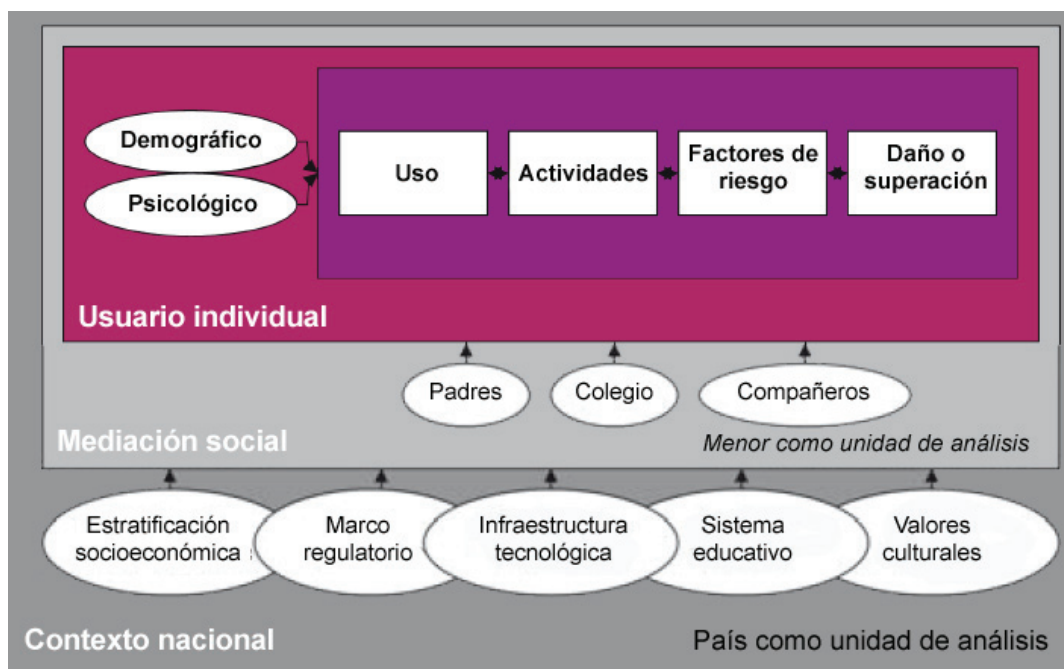 Demográfico
Psicológico
Uso
Actividades
Factores de
riesgo
Daño o
superación
Usuario individual
Padres
Colegio
Compañeros
Mediación social
Menor como unidad de análisis
Estratificación
socioeconómica
Marco
regulatorio
Infraestructura
tecnológica
Sistema
educativo
Valores
culturales
Contexto nacional
País como unidad de análisis